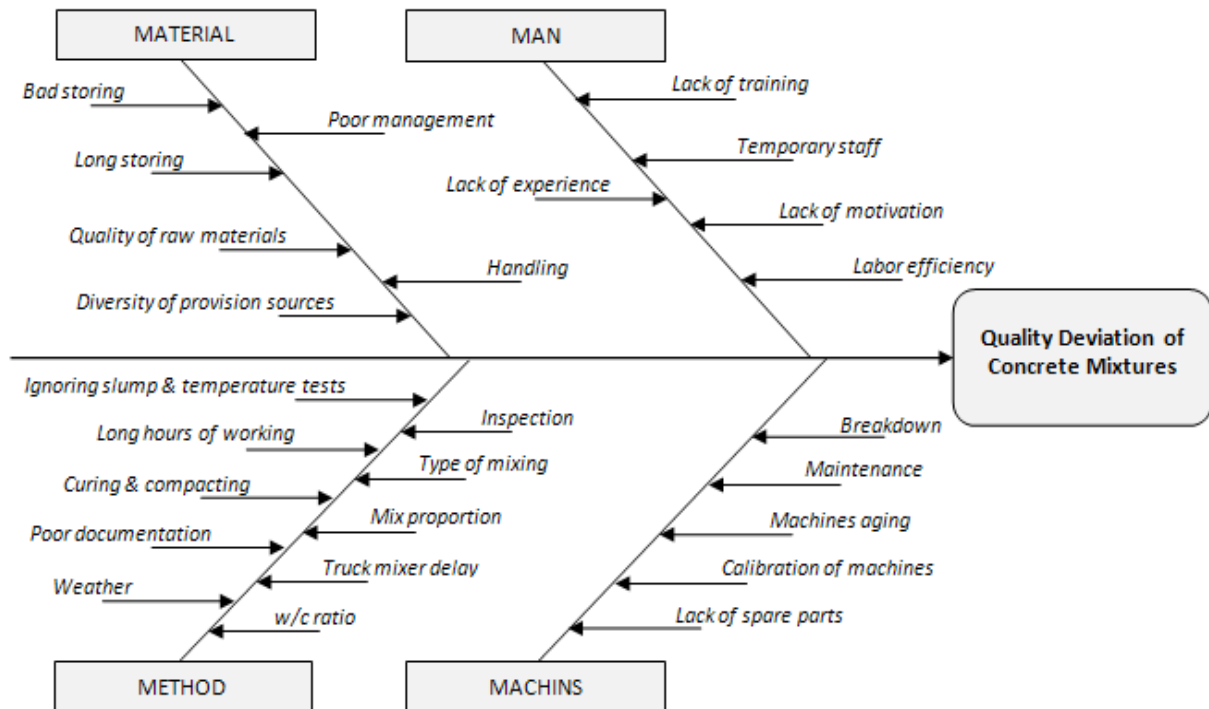 MATERIAL
MAN
Bad storing
Poor management
Long storing
Quality of raw materials
Handling
Diversity of provision sources
Lack of training
Temporary staff
Lack of experience
Lack of motivation
Labor efficiency
Quality Deviation of
Concrete Mixtures
Ignoring slump & temperature tests
Inspection
Long hours of working
Type of mixing
Curing & compacting
Mix proportion
Poor documentation
Truck mixer delay
Weather
w/c ratio
Breakdown
Maintenance
Machines aging
Calibration of machines
Lack of spare parts
METHOD
MACHINS